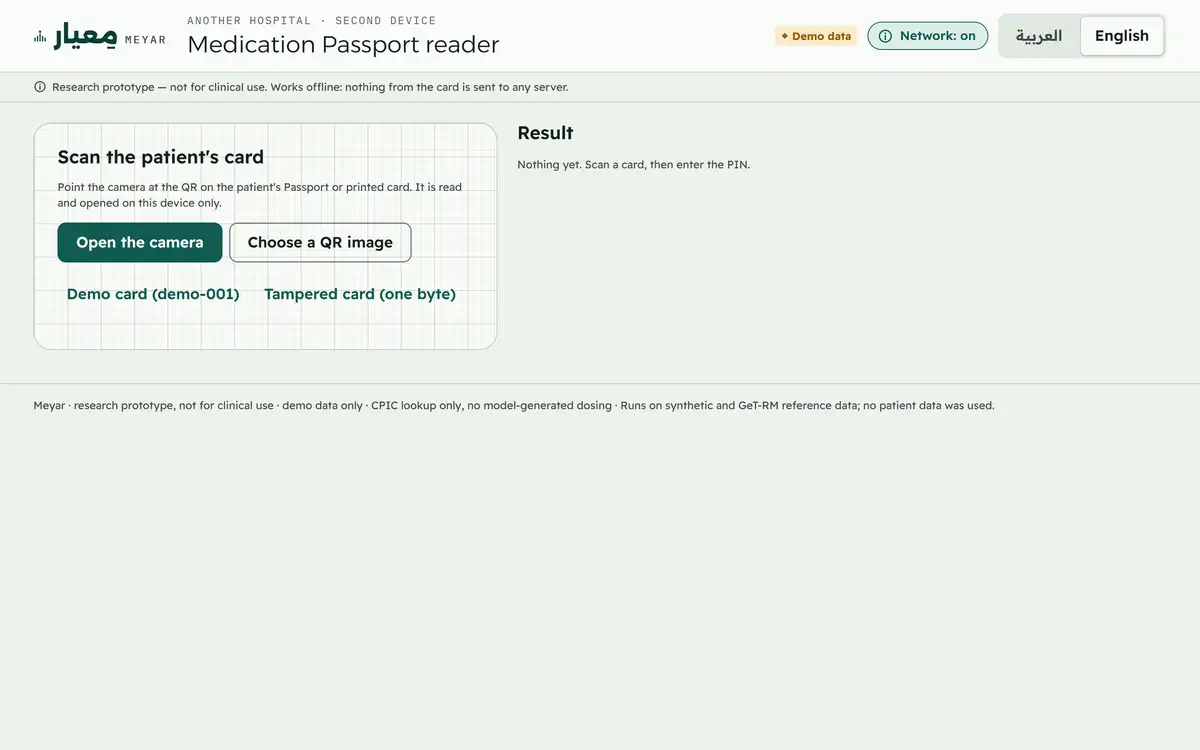 مِعيار MEYAR
ANOTHER HOSPITAL · SECOND DEVICE
Medication Passport reader
Demo data
Network: on
العربية
English
Research prototype — not for clinical use. Works offline: nothing from the card is sent to any server.
Scan the patient's card
Point the camera at the QR on the patient's Passport or printed card. It is read
and opened on this device only.
Open the camera
Choose a QR image
Demo card (demo-001)
Tampered card (one byte)
Result
Nothing yet. Scan a card, then enter the PIN.
Meyar · research prototype, not for clinical use · demo data only · CPIC lookup only, no model-generated dosing · Runs on synthetic and GeT-RM reference data; no patient data was used.